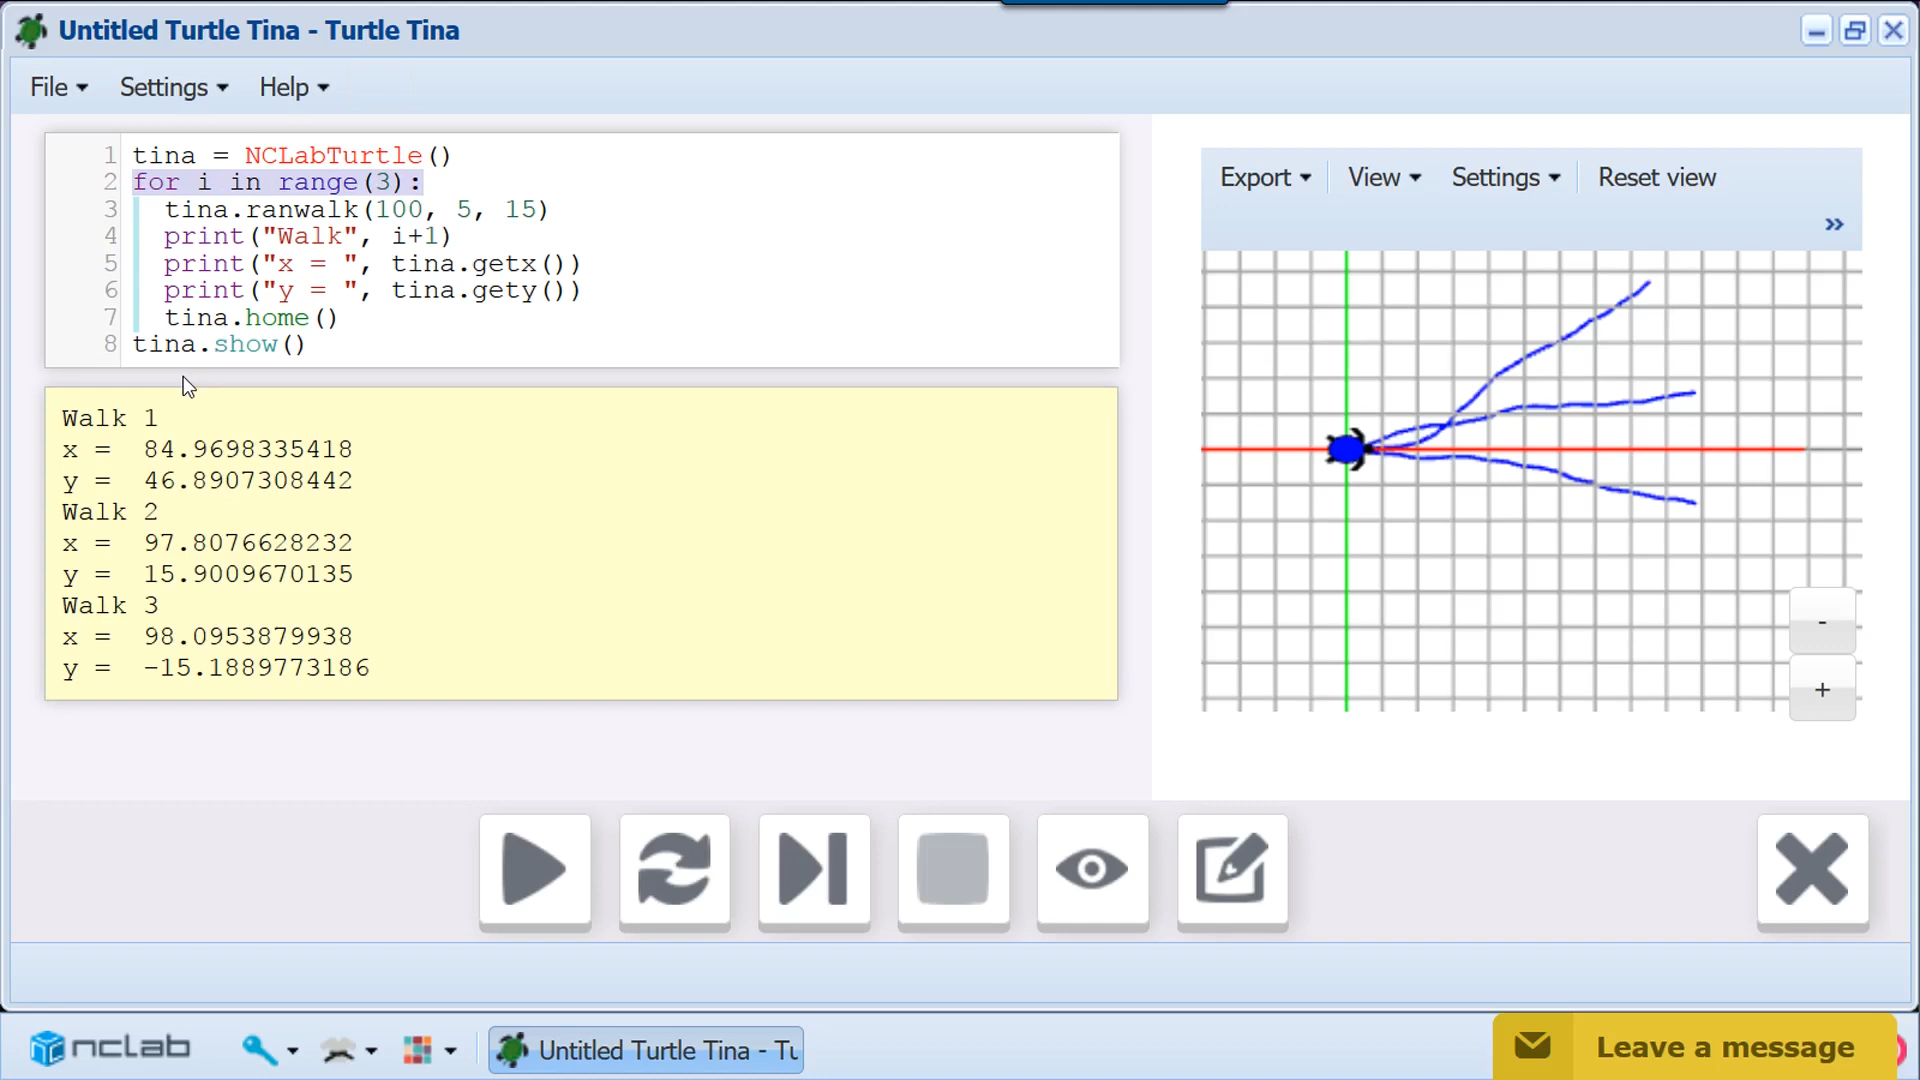 Untitled Turtle Tina - Turtle Tina
File Settings Help
1 tina = NCLabTurtle()
2 for i in range(3):
3   tina.ranwalk(100, 5, 15)
4   print("Walk", i+1)
5   print("x = ", tina.getx())
6   print("y = ", tina.gety())
7   tina.home()
8 tina.show()
Walk 1
x =  84.9698335418
y =  46.8907308442
Walk 2
x =  97.8076628232
y =  15.9009670135
Walk 3
x =  98.0953879938
y =  -15.1889773186
Export View Settings Reset view
»
-
+
nclab
Untitled Turtle Tina - Tu
Leave a message